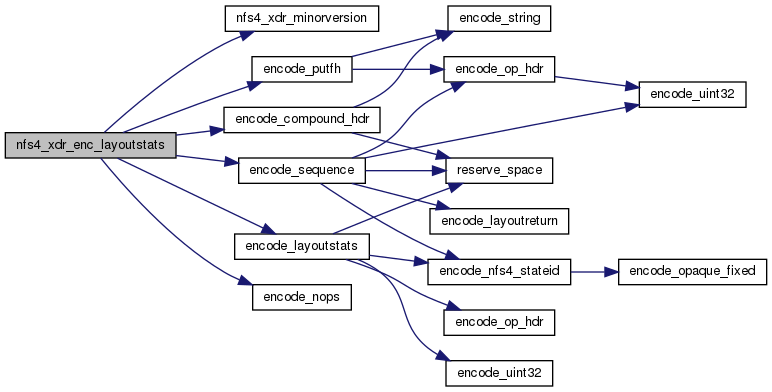 nfs4_xdr_enc_layoutstats
nfs4_xdr_minorversion
encode_putfh
encode_compound_hdr
encode_sequence
encode_layoutstats
encode_nops
encode_string
encode_op_hdr
reserve_space
encode_layoutreturn
encode_nfs4_stateid
encode_op_hdr
encode_uint32
encode_uint32
encode_opaque_fixed